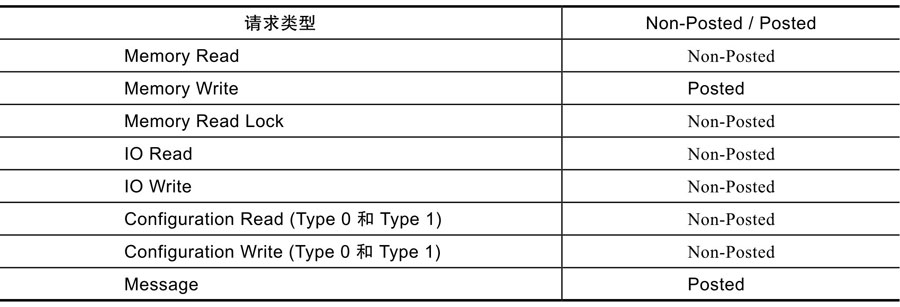 请求类型 Non-Posted / Posted
Memory Read Non-Posted
Memory Write Posted
Memory Read Lock Non-Posted
IO Read Non-Posted
IO Write Non-Posted
Configuration Read (Type 0 和 Type 1) Non-Posted
Configuration Write (Type 0 和 Type 1) Non-Posted
Message Posted